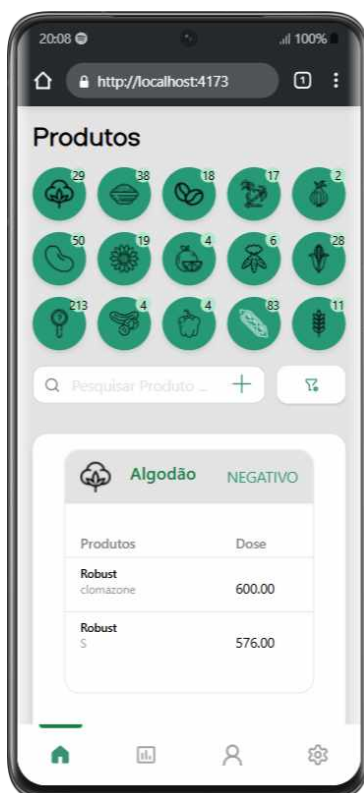 20:08
100%
http://localhost:4173
1
Produtos
29 38 18 17 2
50 19 4 6 28
213 4 4 83 11
Pesquisar Produto ...
Algodão NEGATIVO
Produtos Dose
Robust
clomazone 600.00
Robust
S 576.00